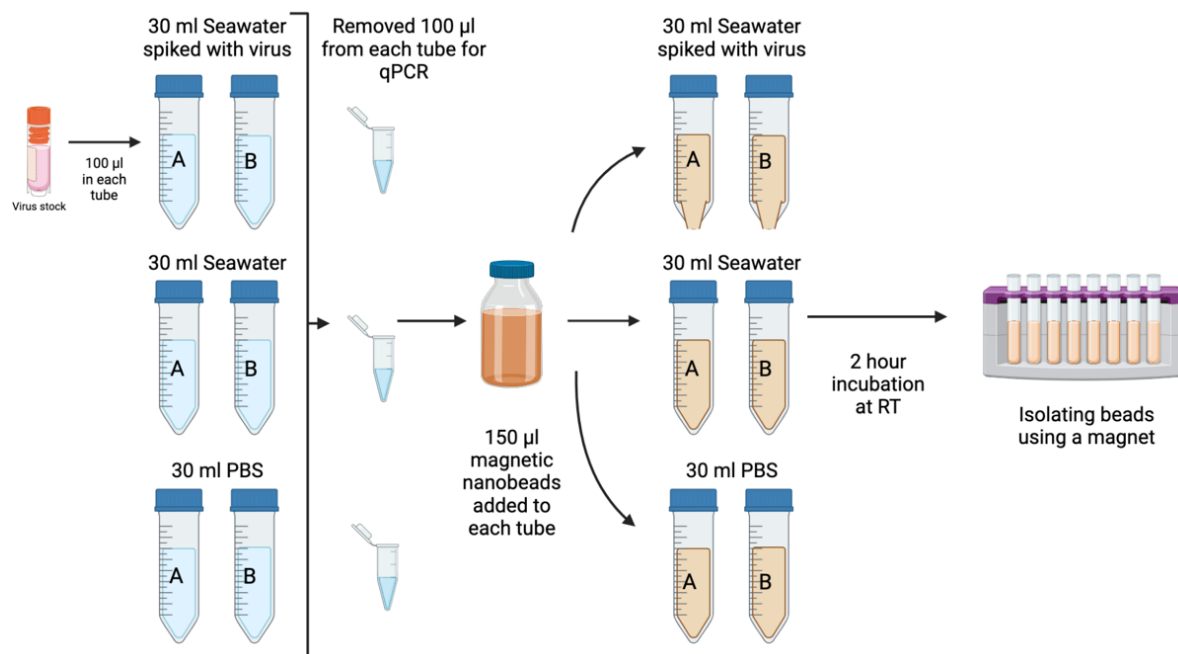 30 ml Seawater
spiked with virus
Removed 100 µl
from each tube for
qPCR
30 ml Seawater
spiked with virus
A
B
A
B
100 µl
in each
tube
Virus stock
30 ml Seawater
30 ml Seawater
A
B
A
B
2 hour
incubation
at RT
Isolating beads
using a magnet
150 µl
magnetic
nanobeads
added to
each tube
30 ml PBS
30 ml PBS
A
B
A
B